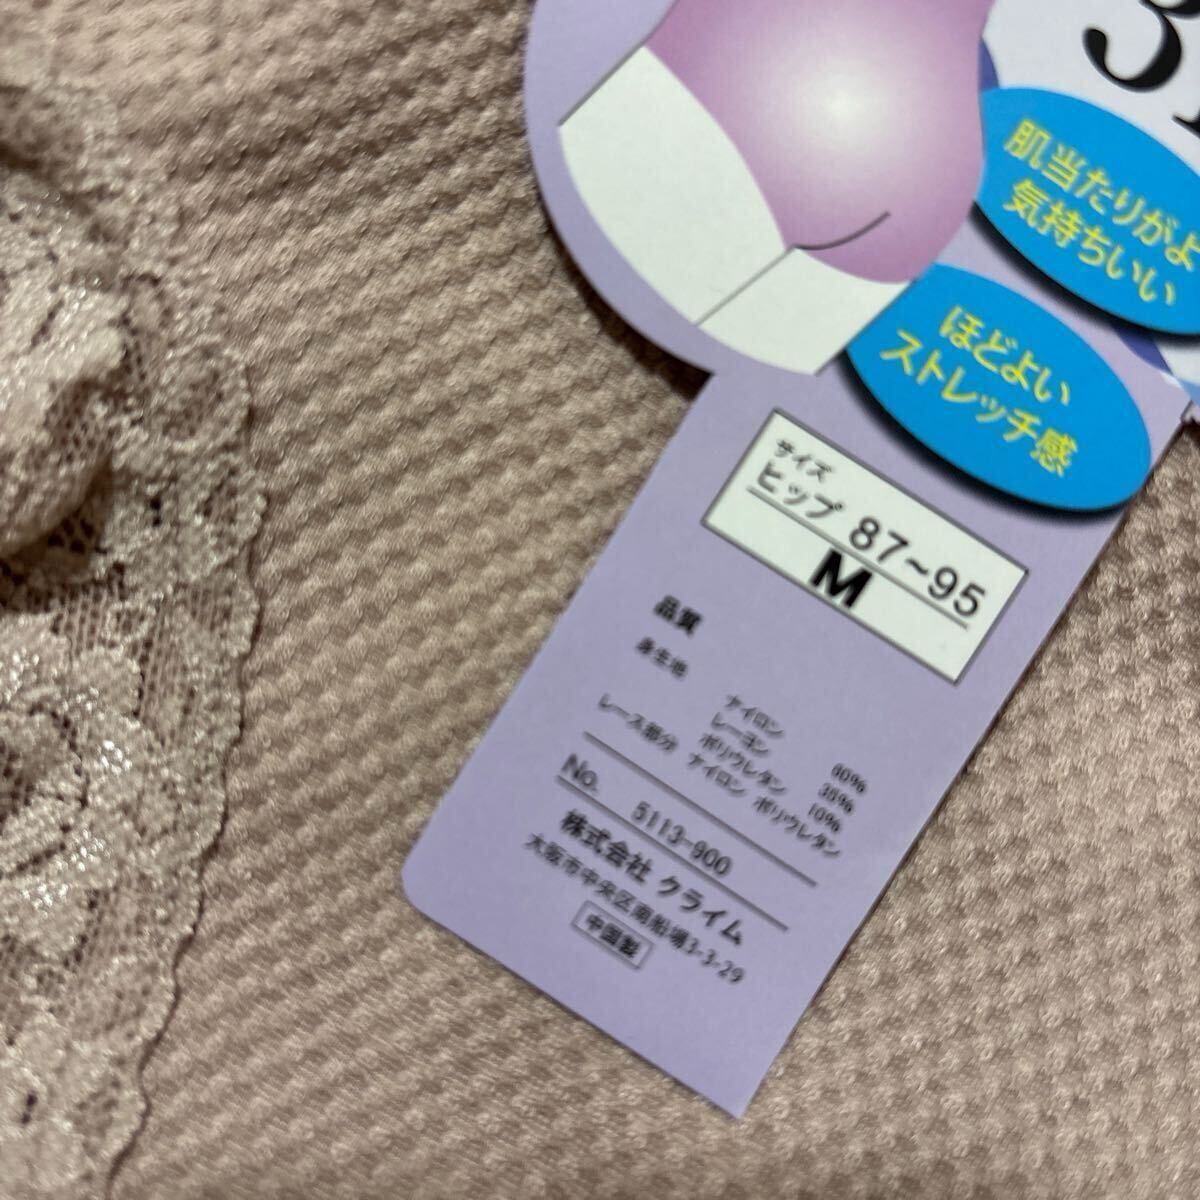 肌当たりがよ
気持ちいい
ほどよい
ストレッチ感
サイズ
ヒップ 87~95
M
品質
身生地 ナイロン 60%
レーヨン 30%
ポリウレタン 10%
レース部分 ナイロン ポリウレタン
No. 5113-900
株式会社 クライム
大阪市中央区南船場3-3-29
中国製